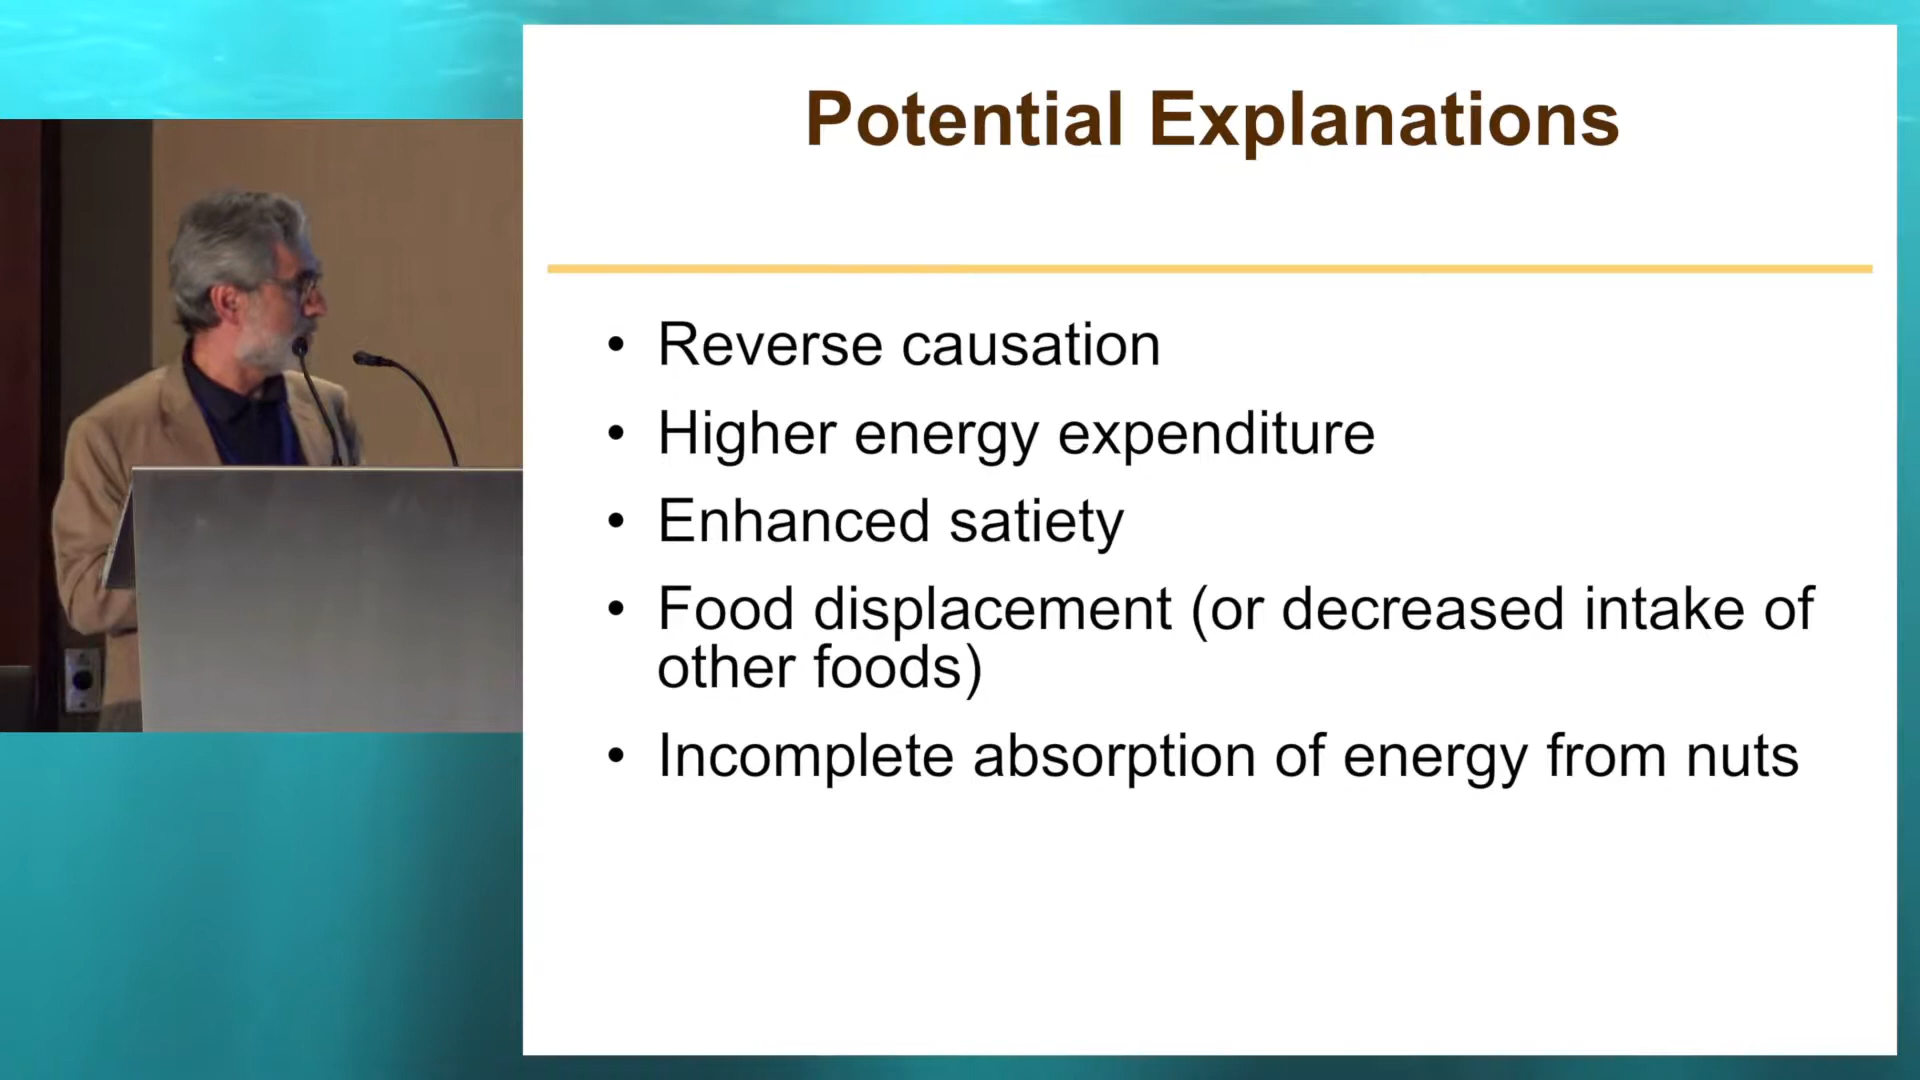 Potential Explanations
• Reverse causation
• Higher energy expenditure
• Enhanced satiety
• Food displacement (or decreased intake of
other foods)
• Incomplete absorption of energy from nuts